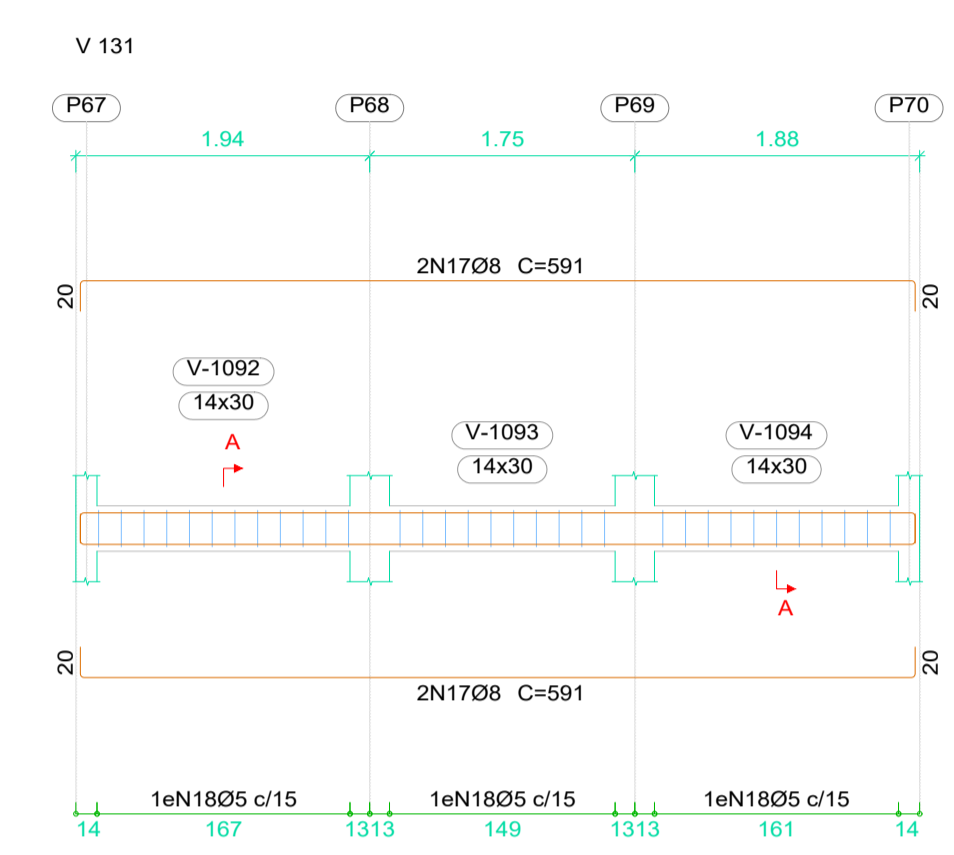 V 131
P67 P68 P69 P70
1.94 1.75 1.88
2N17Ø8 C=591
20 20
V-1092
14x30
A
V-1093 V-1094
14x30 14x30
A
20 20
2N17Ø8 C=591
1eN18Ø5 c/15 1eN18Ø5 c/15 1eN18Ø5 c/15
14 167 1313 149 1313 161 14